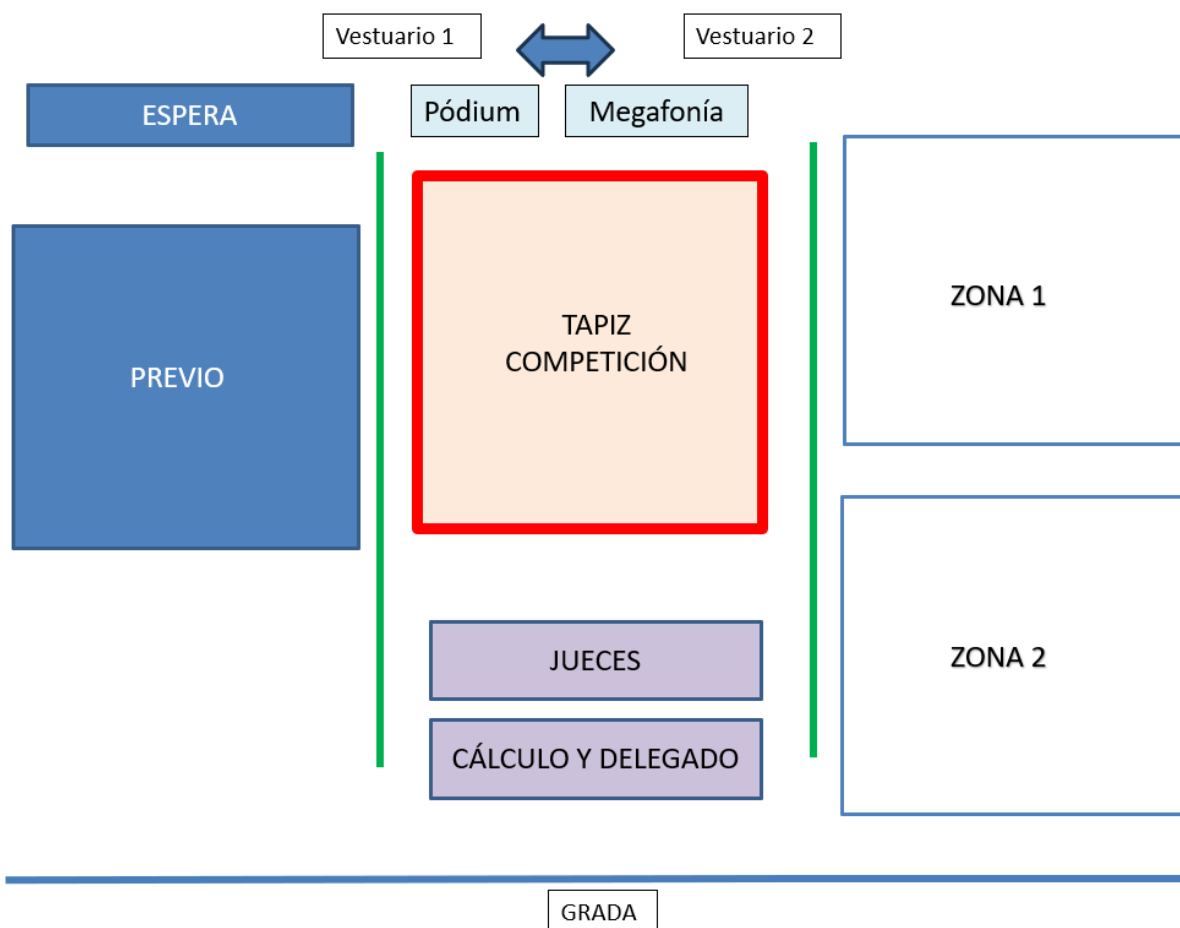 Vestuario 1
Vestuario 2
ESPERA
Pódium
Megafonía
PREVIO
TAPIZ
COMPETICIÓN
ZONA 1
ZONA 2
JUECES
CÁLCULO Y DELEGADO
GRADA